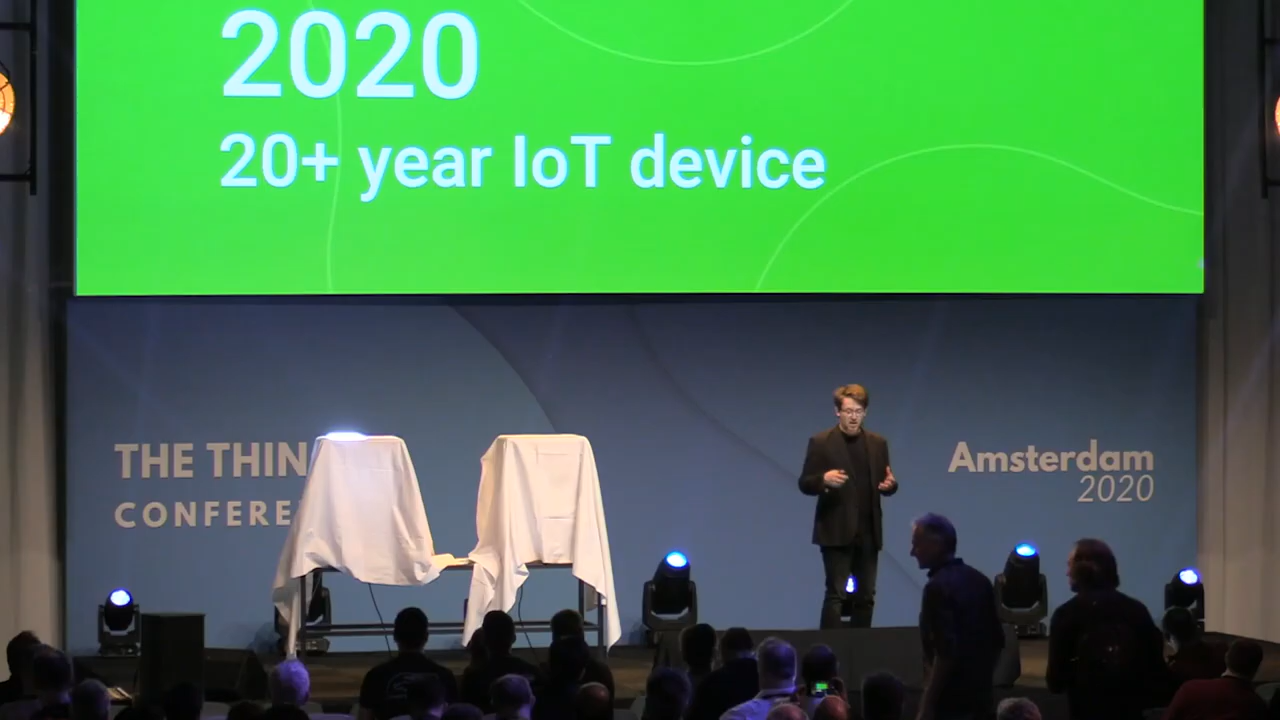 2020
20+ year IoT device
THE THIN
CONFERE
Amsterdam
2020